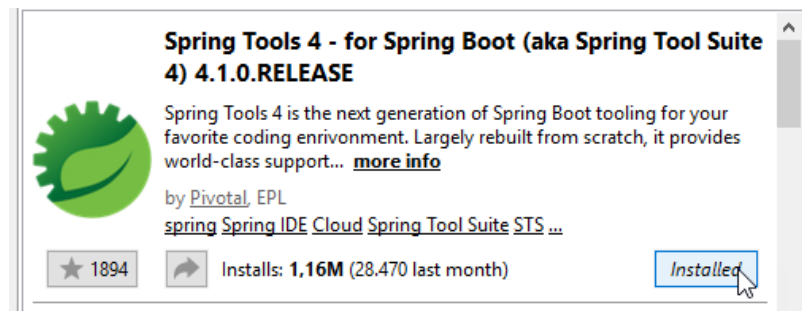 Spring Tools 4 - for Spring Boot (aka Spring Tool Suite
4) 4.1.0.RELEASE
Spring Tools 4 is the next generation of Spring Boot tooling for your
favorite coding enrivonment. Largely rebuilt from scratch, it provides
world-class support... more info
by Pivotal, EPL
spring Spring IDE Cloud Spring Tool Suite STS ...
1894 Installs: 1,16M (28.470 last month) Installed